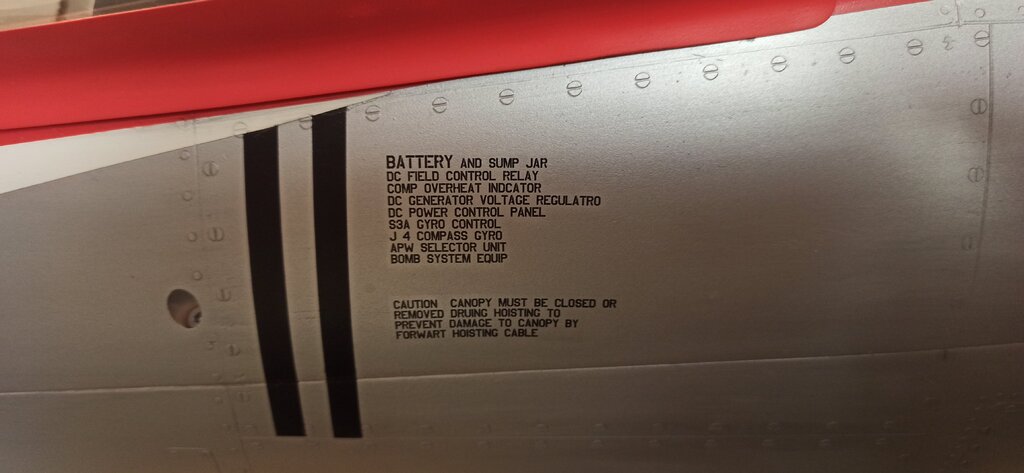 BATTERY AND SUMP JAR
DC FIELD CONTROL RELAY
COMP OVERHEAT INDCATOR
DC GENERATOR VOLTAGE REGULATRO
DC POWER CONTROL PANEL
S3A GYRO CONTROL
J 4 COMPASS GYRO
APW SELECTOR UNIT
BOMB SYSTEM EQUIP
CAUTION CANOPY MUST BE CLOSED OR
REMOVED DRUING HOISTING TO
PREVENT DAMAGE TO CANOPY BY
FORWART HOISTING CABLE